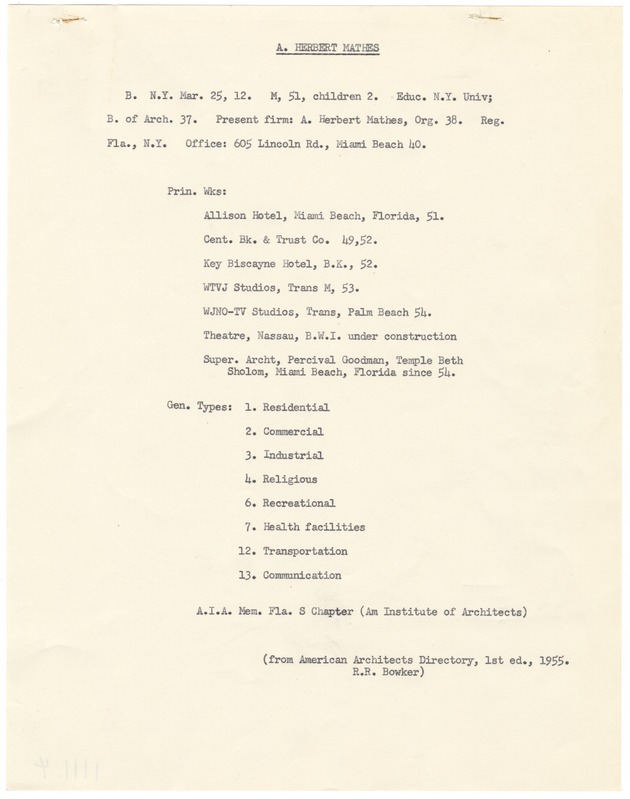 A. HERBERT MATHES
B. N.Y. Mar. 25, 12. M, 51, children 2. Educ. N.Y. Univ;
B. of Arch. 37. Present firm: A. Herbert Mathes, Org. 38. Reg.
Fla., N.Y. Office: 605 Lincoln Rd., Miami Beach 40.
Prin. Wks:
Allison Hotel, Miami Beach, Florida, 51.
Cent. Bk. & Trust Co. 49,52.
Key Biscayne Hotel, B.K., 52.
WTVJ Studios, Trans M, 53.
WJNO-TV Studios, Trans, Palm Beach 54.
Theatre, Nassau, B.W.I. under construction
Super. Archt, Percival Goodman, Temple Beth
Sholom, Miami Beach, Florida since 54.
Gen. Types: 1. Residential
2. Commercial
3. Industrial
4. Religious
6. Recreational
7. Health facilities
12. Transportation
13. Communication
A.I.A. Mem. Fla. S Chapter (Am Institute of Architects)
(from American Architects Directory, 1st ed., 1955.
R.R. Bowker)